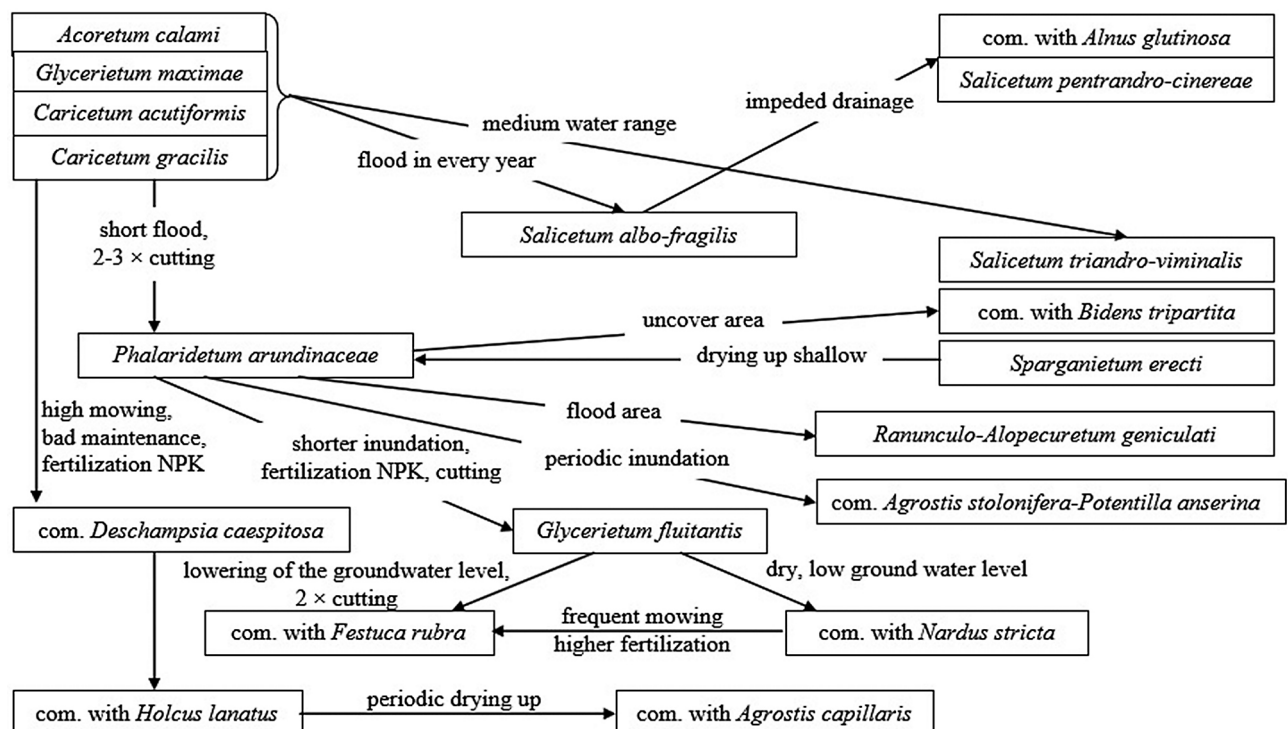 Acoretum calami
Glycerietum maximae
Caricetum acutiformis
Caricetum gracilis
com. with Alnus glutinosa
Salicetum pentrandro-cinereae
impeded drainage
medium water range
flood in every year
short flood,
2-3 × cutting
Salicetum albo-fragilis
Salicetum triandro-viminalis
com. with Bidens tripartita
uncover area
Phalaridetum arundinaceae
drying up shallow
Sparganietum erecti
high mowing,
bad maintenance,
fertilization NPK
shorter inundation,
fertilization NPK, cutting
flood area
periodic inundation
Ranunculo-Alopecuretum geniculati
com. Agrostis stolonifera-Potentilla anserina
com. Deschampsia caespitosa
Glycerietum fluitantis
lowering of the groundwater level,
2 × cutting
dry, low ground water level
com. with Festuca rubra
frequent mowing
higher fertilization
com. with Nardus stricta
com. with Holcus lanatus
periodic drying up
com. with Agrostis capillaris